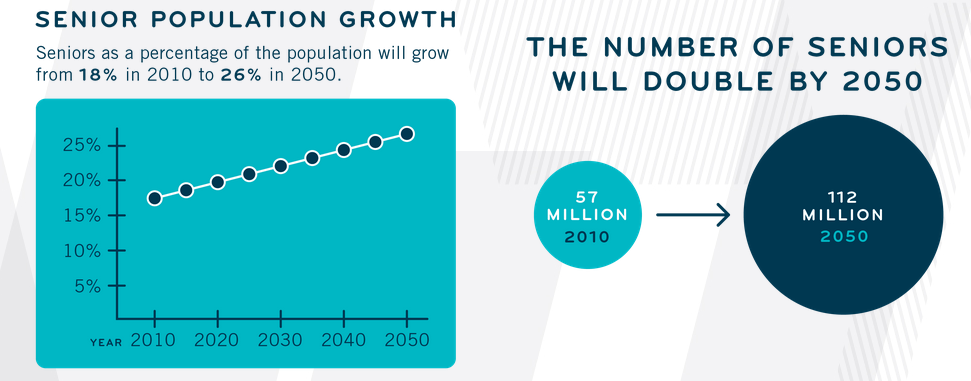 SENIOR POPULATION GROWTH
Seniors as a percentage of the population will grow
from 18% in 2010 to 26% in 2050.
25%
20%
15%
10%
5%
YEAR 2010 2020 2030 2040 2050
THE NUMBER OF SENIORS
WILL DOUBLE BY 2050
57
MILLION
2010
112
MILLION
2050